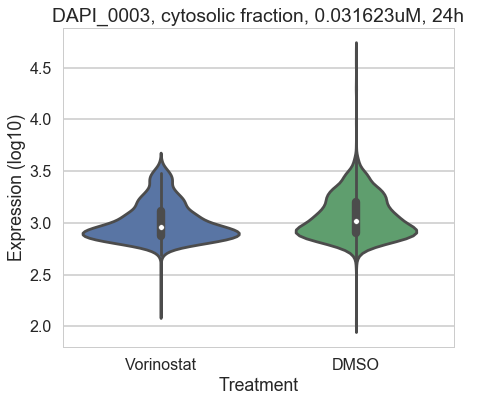 DAPI_0003, cytosolic fraction, 0.031623uM, 24h
Expression (log10)
4.5
4.0
3.5
3.0
2.5
2.0
Vorinostat
DMSO
Treatment